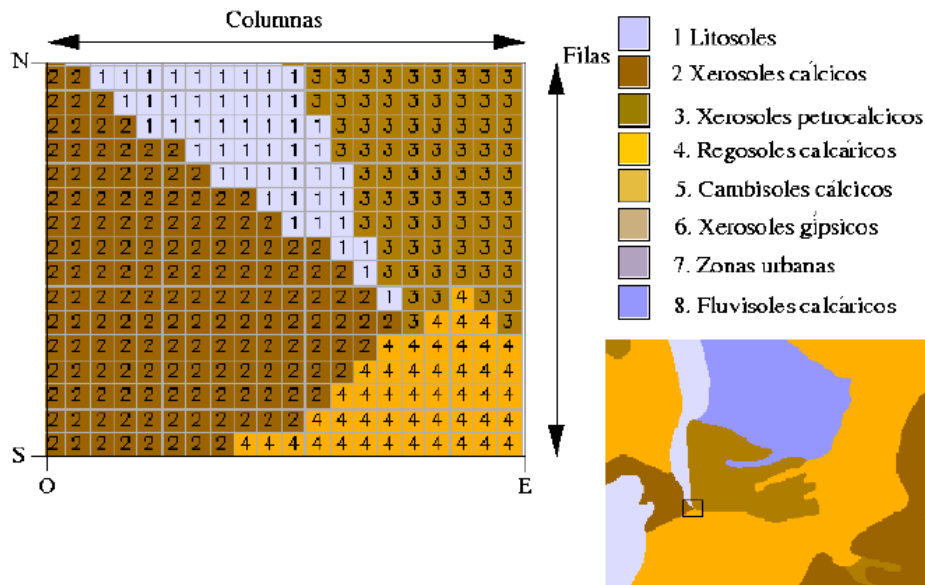 Columnas
N
Filas
2 2 1 1 1 1 1 1 1 1 1 3 3 3 3 3 3 3 3 3
2 2 2 1 1 1 1 1 1 1 1 3 3 3 3 3 3 3 3 3
2 2 2 2 1 1 1 1 1 1 1 1 3 3 3 3 3 3 3 3
2 2 2 2 2 2 1 1 1 1 1 1 3 3 3 3 3 3 3 3
2 2 2 2 2 2 2 1 1 1 1 1 1 3 3 3 3 3 3 3
2 2 2 2 2 2 2 2 2 1 1 1 1 3 3 3 3 3 3 3
2 2 2 2 2 2 2 2 2 2 1 1 1 3 3 3 3 3 3 3
2 2 2 2 2 2 2 2 2 2 2 2 1 1 3 3 3 3 3 3
2 2 2 2 2 2 2 2 2 2 2 2 2 1 3 3 3 3 3 3
2 2 2 2 2 2 2 2 2 2 2 2 2 2 1 3 3 4 3 3
2 2 2 2 2 2 2 2 2 2 2 2 2 2 2 3 4 4 4 3
2 2 2 2 2 2 2 2 2 2 2 2 2 2 4 4 4 4 4 4
2 2 2 2 2 2 2 2 2 2 2 2 2 4 4 4 4 4 4 4
2 2 2 2 2 2 2 2 2 2 2 2 4 4 4 4 4 4 4 4
2 2 2 2 2 2 2 2 2 2 2 4 4 4 4 4 4 4 4 4
2 2 2 2 2 2 2 2 4 4 4 4 4 4 4 4 4 4 4 4
S
O E
1 Litosoles
2 Xerosoles cálcicos
3. Xerosoles petrocálcicos
4. Regosoles calcáricos
5. Cambisoles cálcicos
6. Xerosoles gípsicos
7. Zonas urbanas
8. Fluvisoles calcáricos